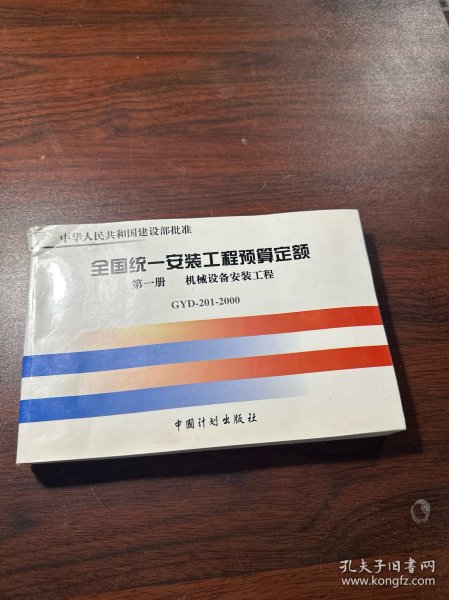 中华人民共和国建设部批准
全国统一安装工程预算定额
第一册 机械设备安装工程
GYD-201-2000
中国计划出版社
孔夫子旧书网
www.kongfz.com